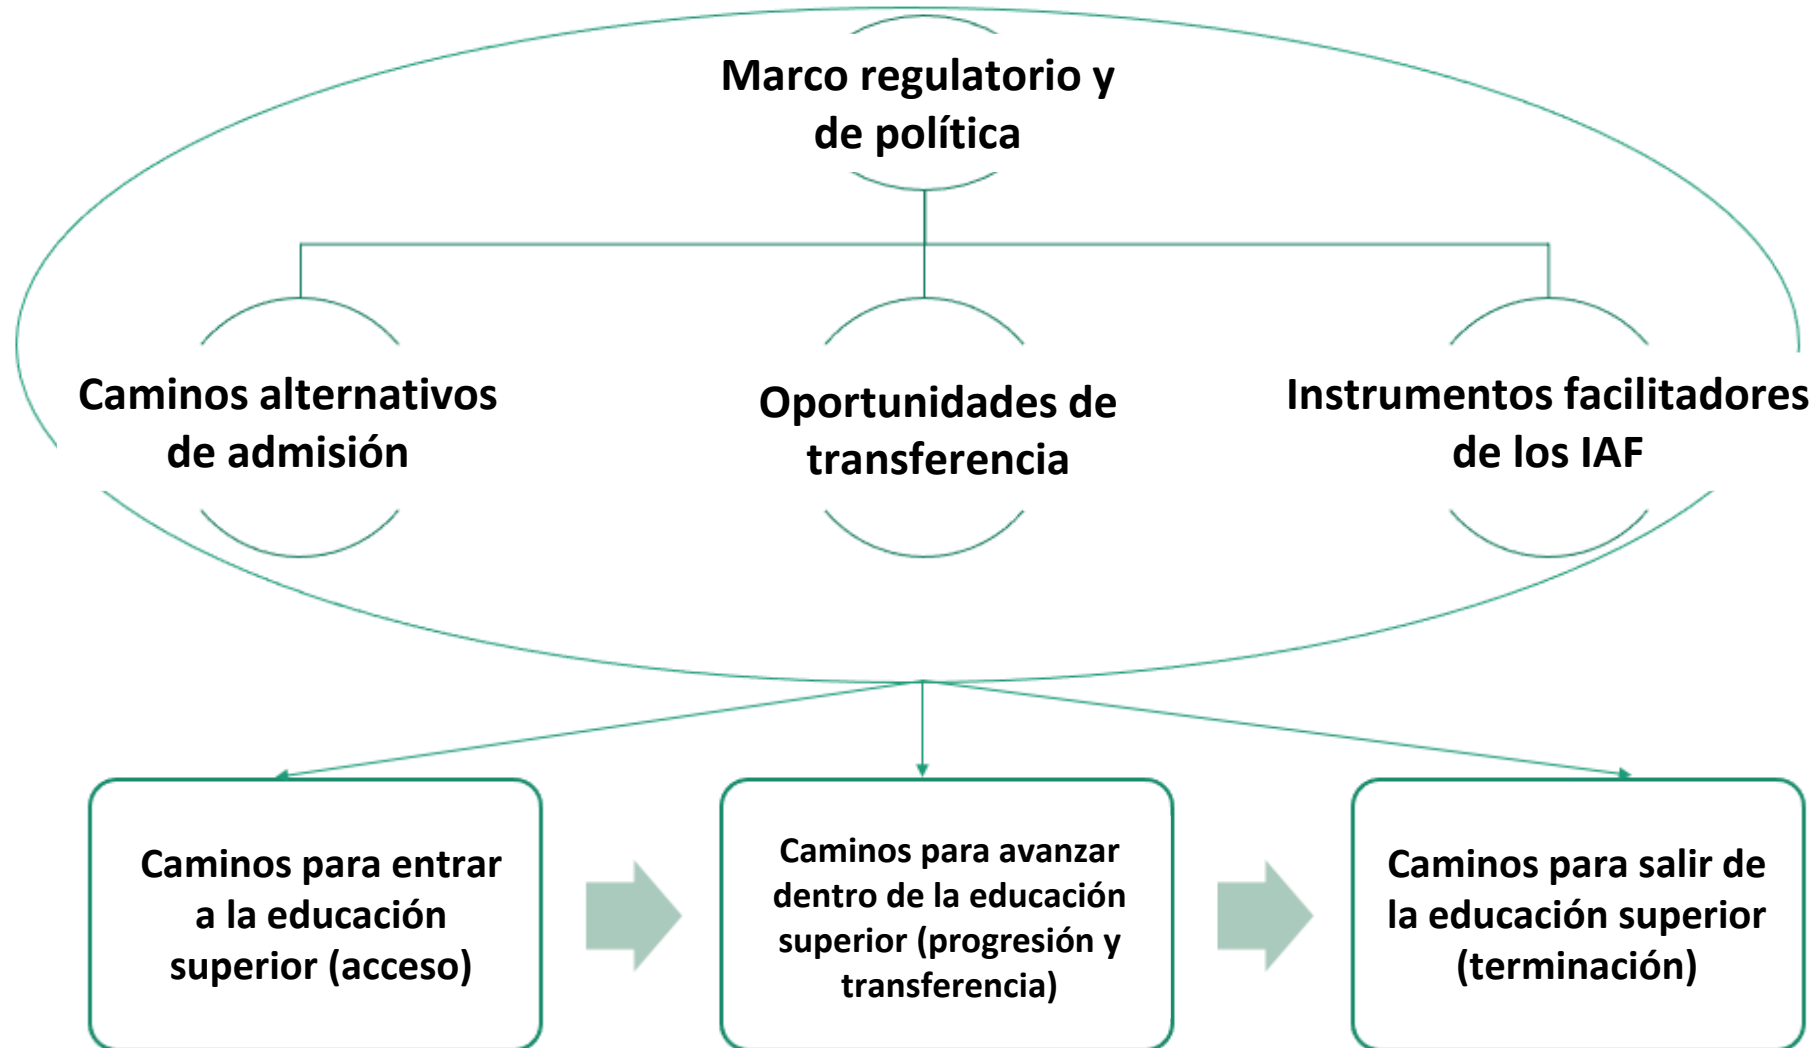 Marco regulatorio y
de política
Caminos alternativos
de admisión
Oportunidades de
transferencia
Instrumentos facilitadores
de los IAF
Caminos para entrar
a la educación
superior (acceso)
Caminos para avanzar
dentro de la educación
superior (progresión y
transferencia)
Caminos para salir de
la educación superior
(terminación)